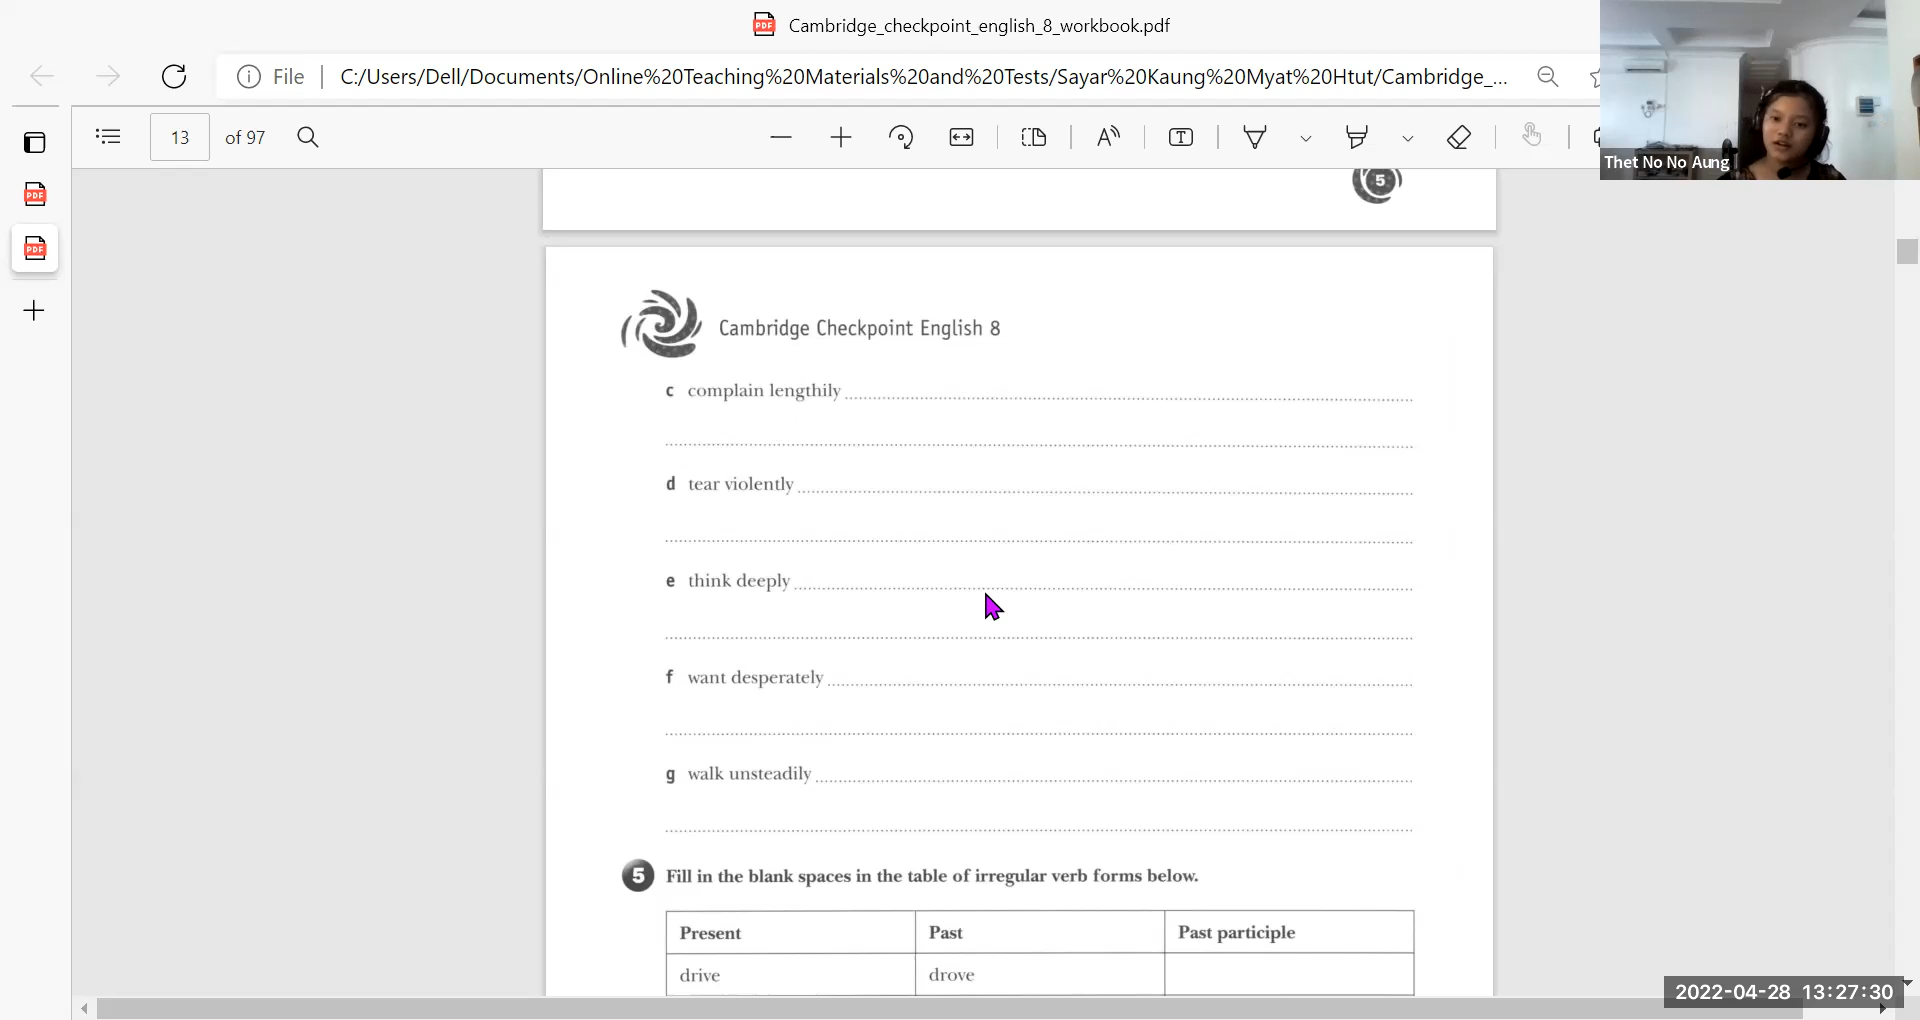 Cambridge_checkpoint_english_8_workbook.pdf
File | C:/Users/Dell/Documents/Online%20Teaching%20Materials%20and%20Tests/Sayar%20Kaung%20Myat%20Htut/Cambridge_...
13 of 97
Thet No No Aung
5
Cambridge Checkpoint English 8
c complain lengthily
d tear violently
e think deeply
f want desperately
g walk unsteadily
5 Fill in the blank spaces in the table of irregular verb forms below.
Present Past Past participle
drive drove
2022-04-28 13:27:30